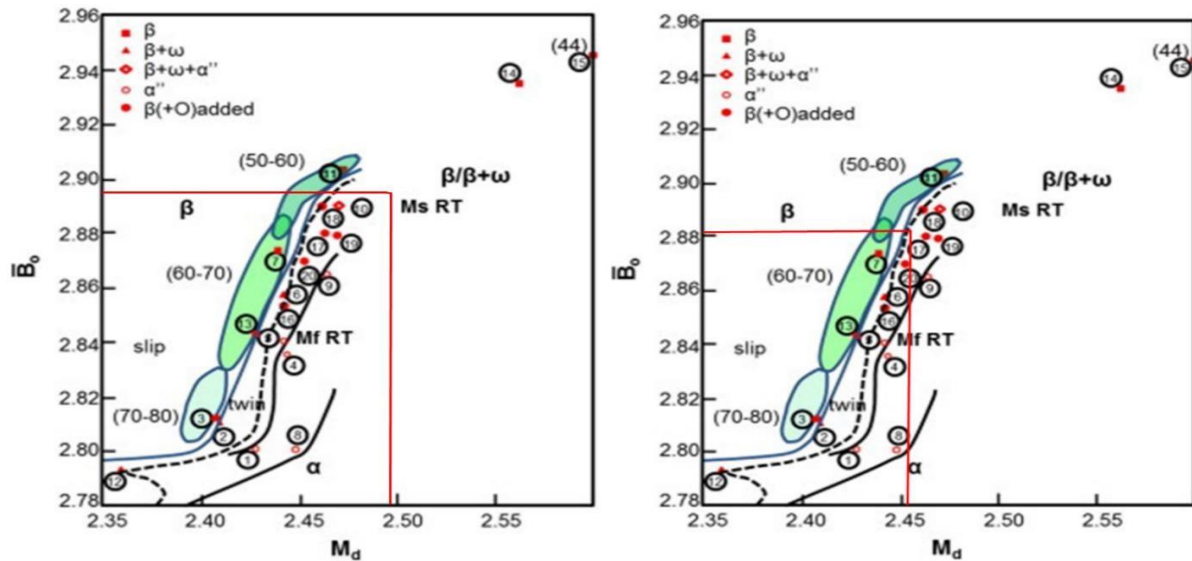 2.96
2.94
2.92
2.90
2.88
2.86
2.84
2.82
2.80
2.78
B̅₀
β
β+ω
β+ω+α''
α''
β(+O)added
(44)
15
14
(50-60)
11
β/β+ω
β
Ms RT
10
18
19
17
(60-70)
7
20
9
6
16
13
Mf RT
slip
4
(70-80)
twin
3
2
8
1
α
12
2.35
2.40
2.45
2.50
2.55
M_d
2.96
2.94
2.92
2.90
2.88
2.86
2.84
2.82
2.80
2.78
B̅₀
β
β+ω
β+ω+α''
α''
β(+O)added
(44)
15
14
(50-60)
11
β/β+ω
β
Ms RT
10
18
19
17
(60-70)
7
20
9
6
16
13
Mf RT
slip
4
(70-80)
twin
3
2
8
1
α
12
2.35
2.40
2.45
2.50
2.55
M_d